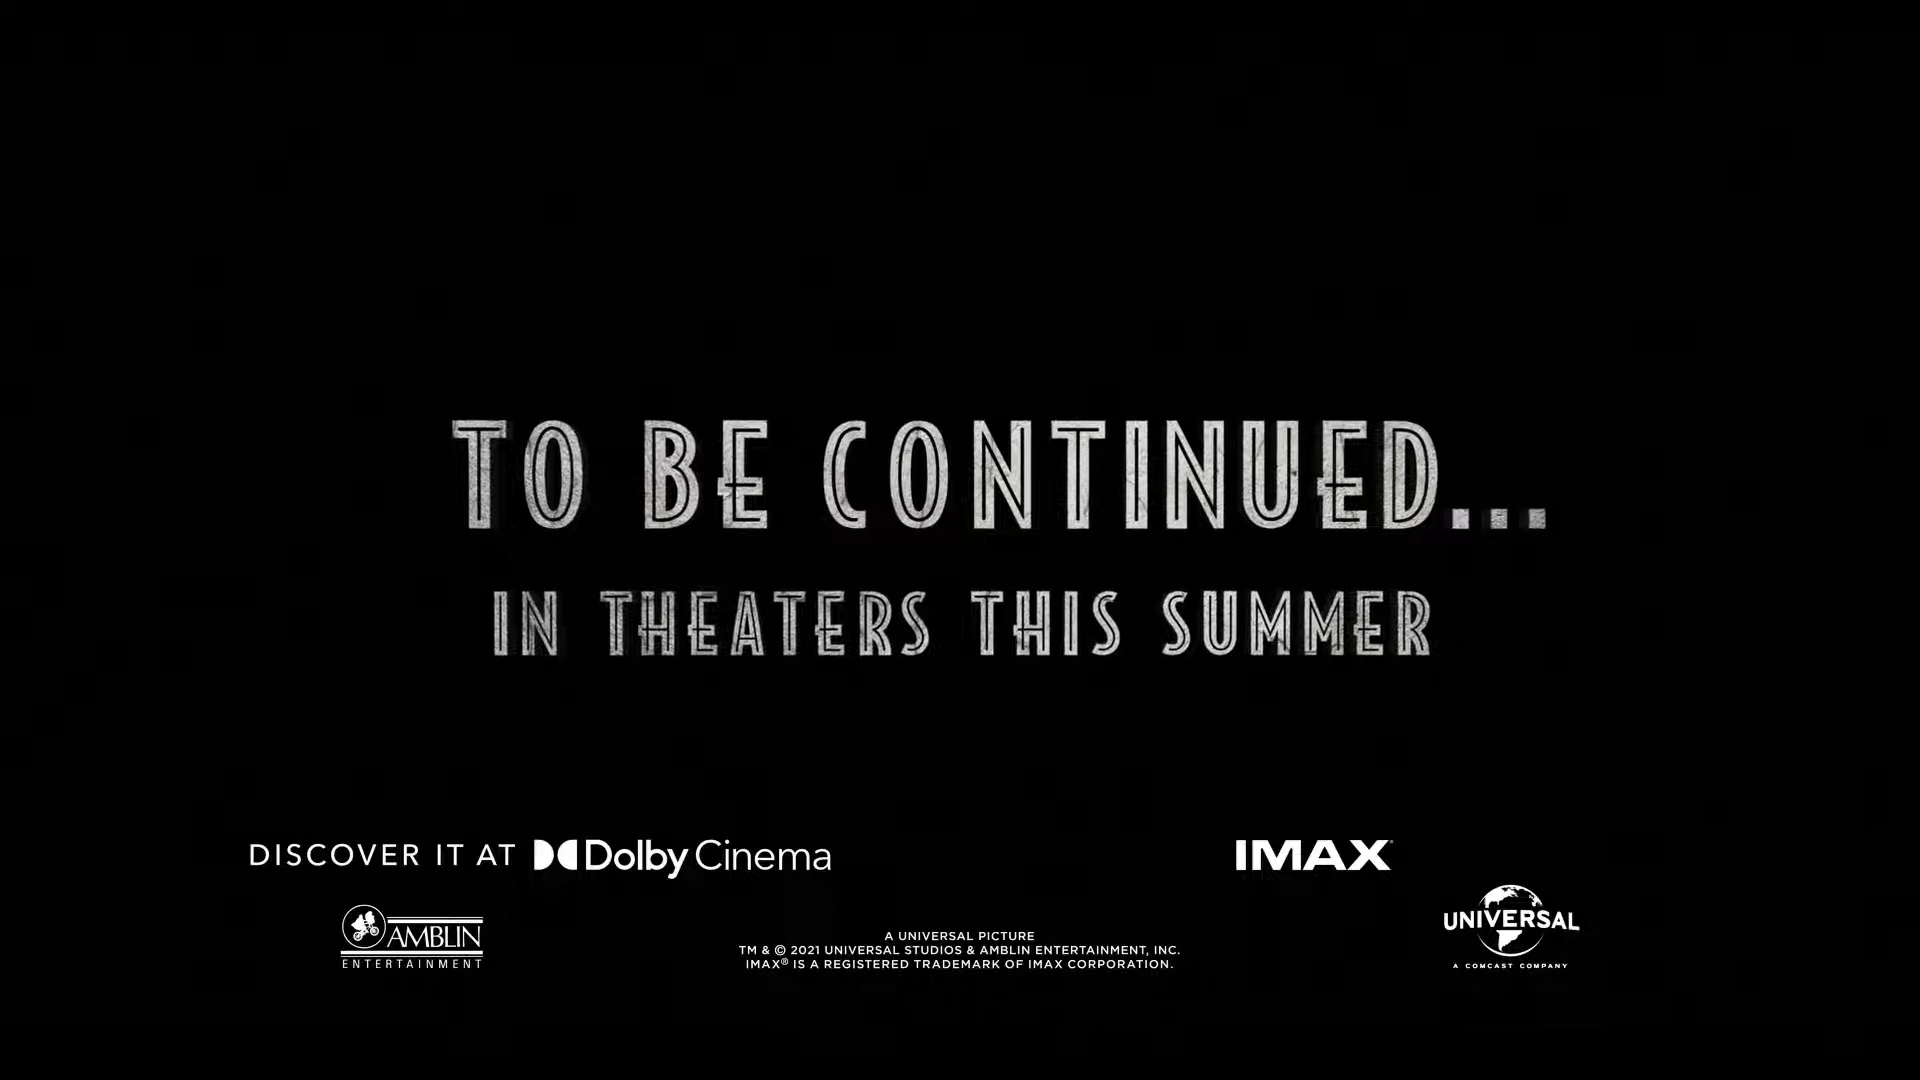 TO BE CONTINUED...
IN THEATERS THIS SUMMER
DISCOVER IT AT Dolby Cinema
IMAX
AMBLIN
ENTERTAINMENT
A UNIVERSAL PICTURE
TM & © 2021 UNIVERSAL STUDIOS & AMBLIN ENTERTAINMENT, INC.
IMAX® IS A REGISTERED TRADEMARK OF IMAX CORPORATION.
UNIVERSAL
A COMCAST COMPANY